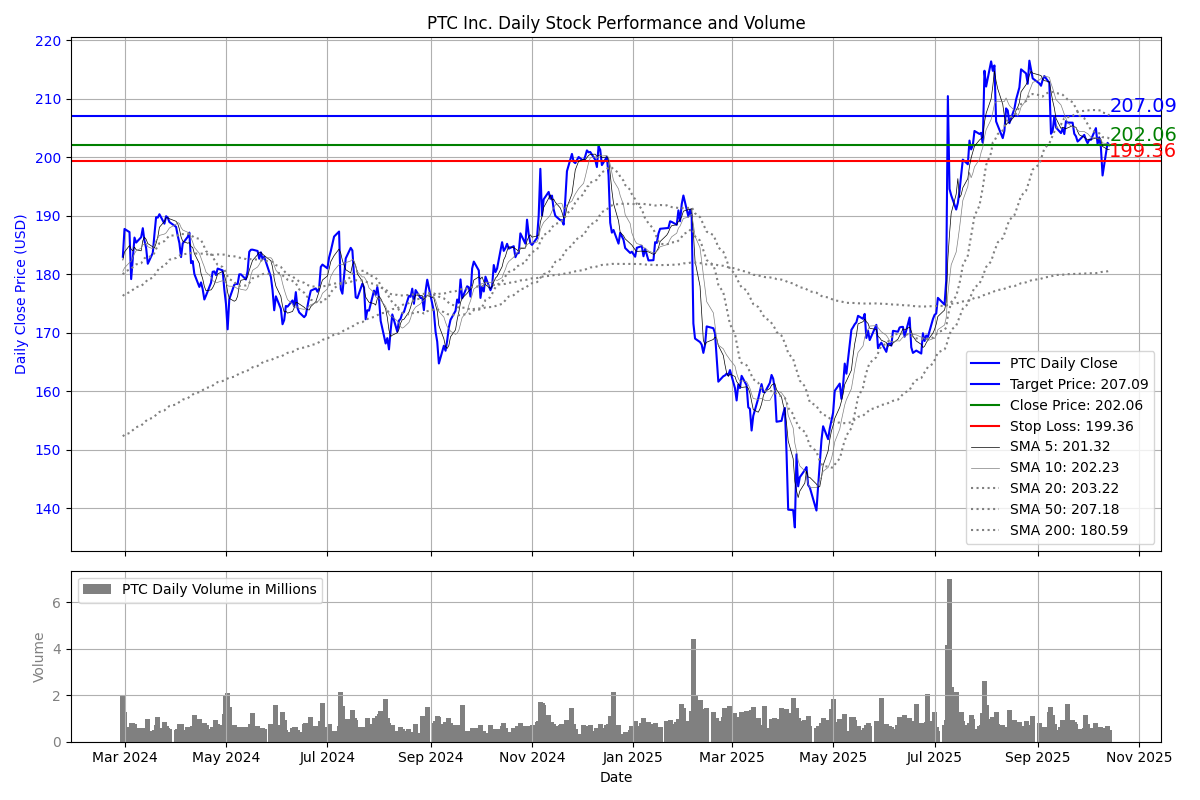 PTC Inc. Daily Stock Performance and Volume
220
210
200
190
180
170
160
150
140
Daily Close Price (USD)
207.09
202.06
199.36
PTC Daily Close
Target Price: 207.09
Close Price: 202.06
Stop Loss: 199.36
SMA 5: 201.32
SMA 10: 202.23
SMA 20: 203.22
SMA 50: 207.18
SMA 200: 180.59
PTC Daily Volume in Millions
6
4
2
0
Volume
Mar 2024 May 2024 Jul 2024 Sep 2024 Nov 2024 Jan 2025 Mar 2025 May 2025 Jul 2025 Sep 2025 Nov 2025
Date